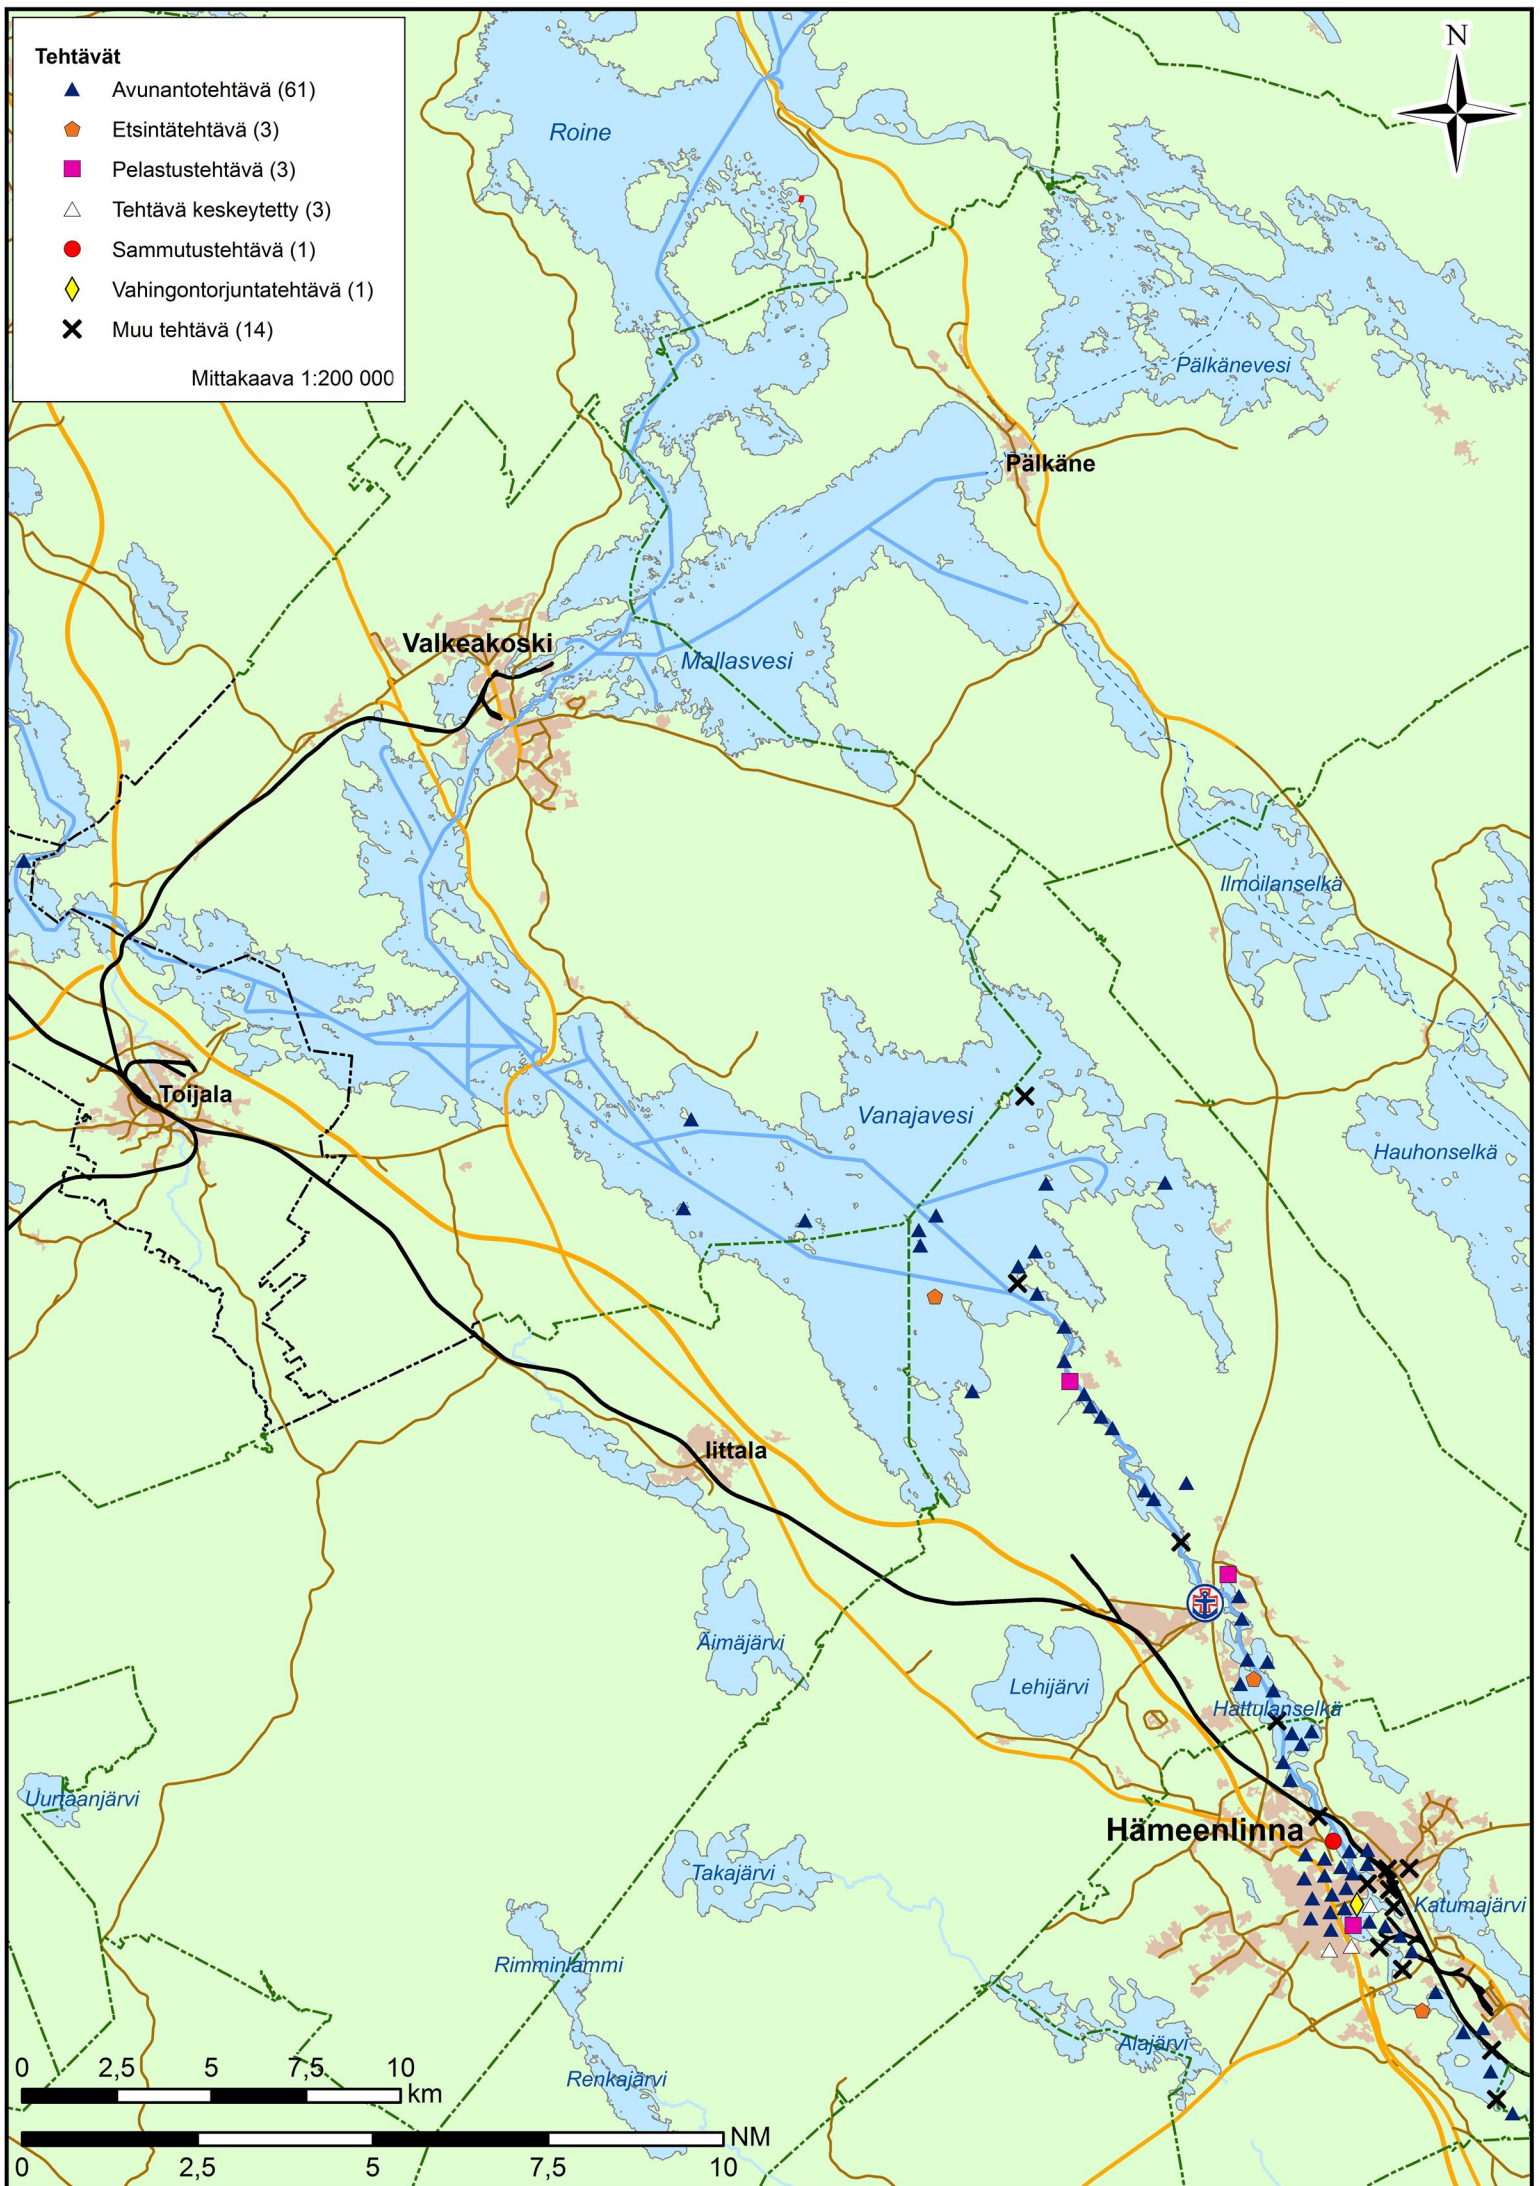 Tehtävät
Avunantotehtävä (61)
Etsintätehtävä (3)
Pelastustehtävä (3)
Tehtävä keskeytetty (3)
Sammutustehtävä (1)
Vahingontorjuntatehtävä (1)
Muu tehtävä (14)
Mittakaava 1:200 000
N
Roine
Pälkänevesi
Pälkäne
Valkeakoski
Mallasvesi
Ilmoilanselkä
Toijala
Vanajavesi
Hauhonselkä
Iittala
Äimäjärvi
Lehijärvi
Hattulanselkä
Uurtaanjärvi
Hämeenlinna
Takajärvi
Katumajärvi
Rimminlammi
Alajärvi
Renkajärvi
0 2,5 5 7,5 10
km
NM
0 2,5 5 7,5 10